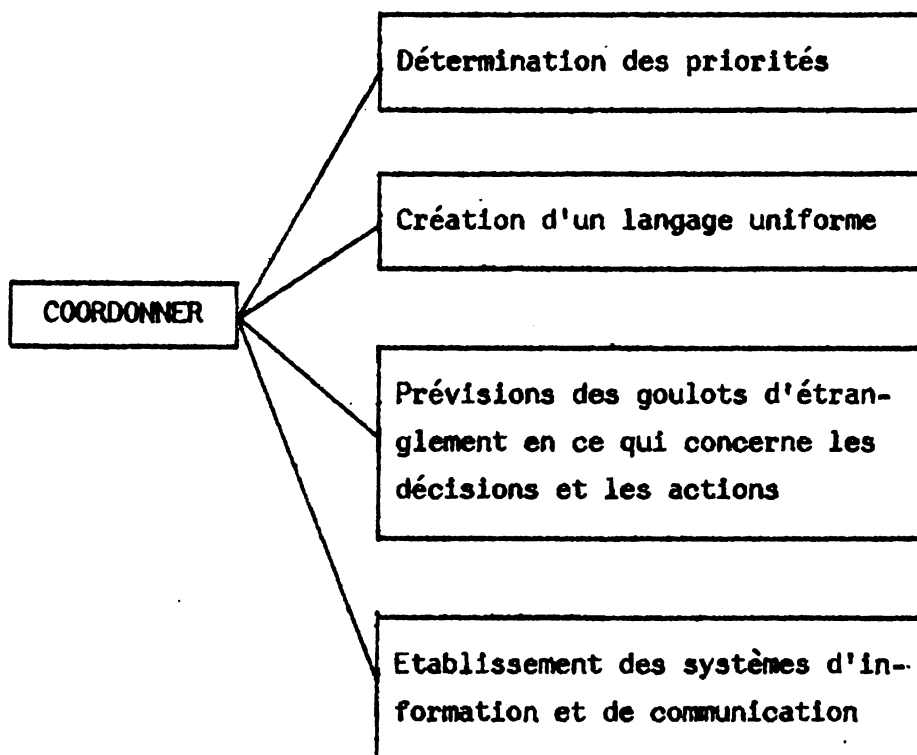 Détermination des priorités
Création d'un langage uniforme
COORDONNER
Prévisions des goulots d'étran-
glement en ce qui concerne les
décisions et les actions
Etablissement des systèmes d'in-
formation et de communication